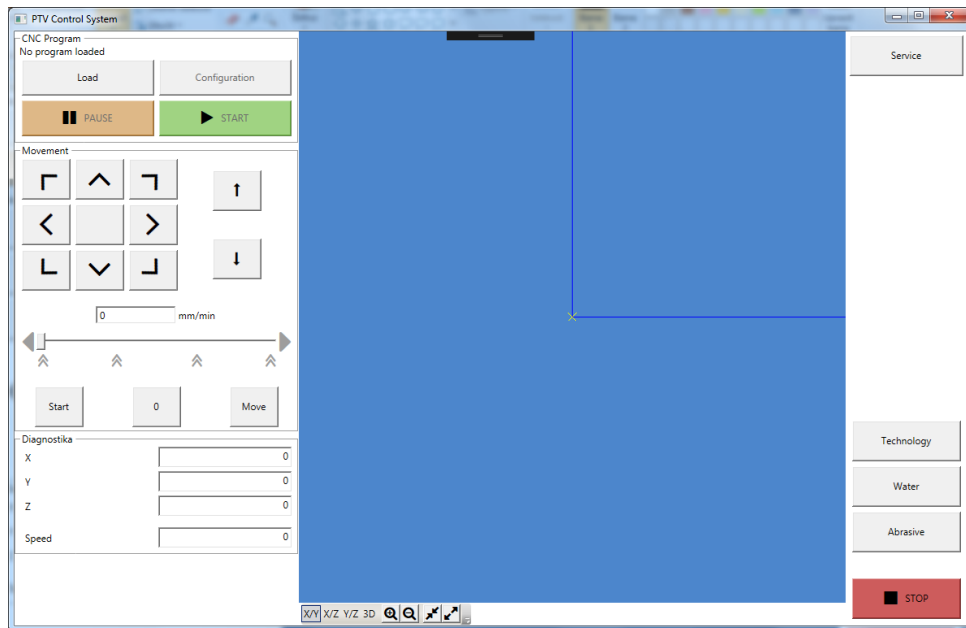 PTV Control System
CNC Program
No program loaded
Load
Configuration
PAUSE
START
Movement
0
mm/min
Start
0
Move
Diagnostika
X
0
Y
0
Z
0
Speed
0
X/Y X/Z Y/Z 3D
Service
Technology
Water
Abrasive
STOP